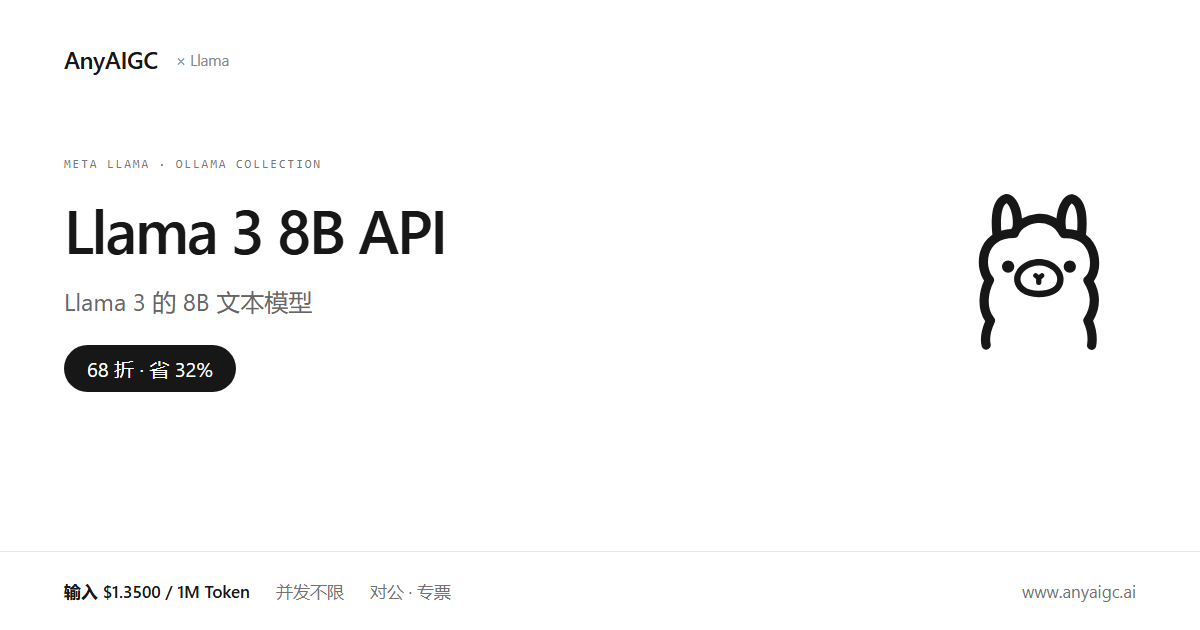 AnyAIGC × Llama
META LLAMA · OLLAMA COLLECTION
Llama 3 8B API
Llama 3 的 8B 文本模型
68 折 · 省 32%
输入 $1.3500 / 1M Token 并发不限 对公 · 专票 www.anyaigc.ai